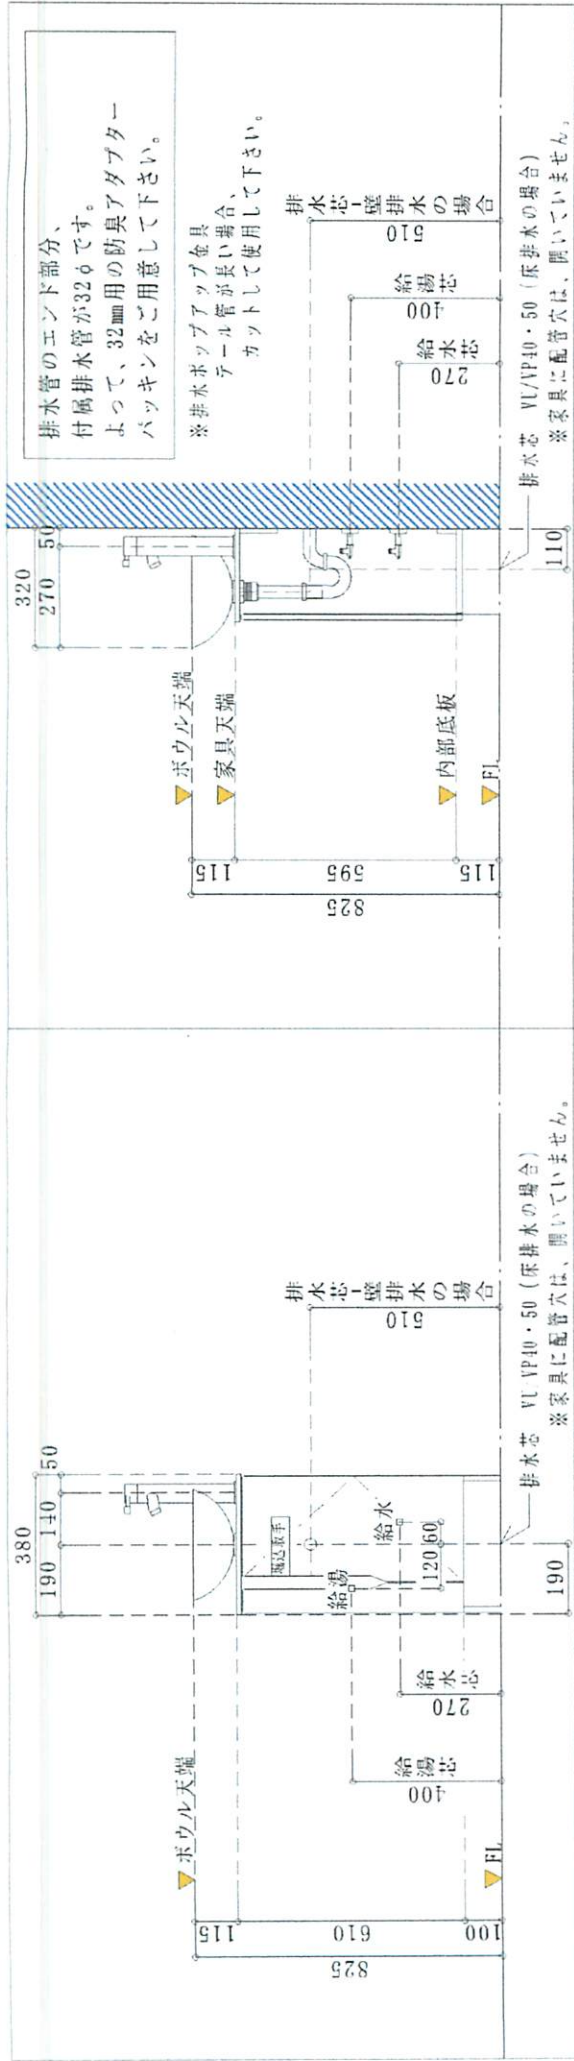 380
190
140
50
ボウル天端
115
610
100
825
FL
堀込取手
給湯
給水
120
60
給湯芯
400
給水芯
270
排水芯-壁排水の場合
510
190
排水芯 VU/VP40・50(床排水の場合)
※家具に配管穴は、開いていません。
320
270
50
ボウル天端
家具天端
内部底板
FL
115
595
115
825
110
給水芯
270
給湯芯
400
排水芯-壁排水の場合
510
排水芯 VU/VP40・50(床排水の場合)
※家具に配管穴は、開いていません。
排水管のエンド部分、
付属排水管が32φです。
よって、32㎜用の防臭アダプター
パッキンをご用意して下さい。
※排水ポップアップ金具
テール管が長い場合、
カットして使用して下さい。